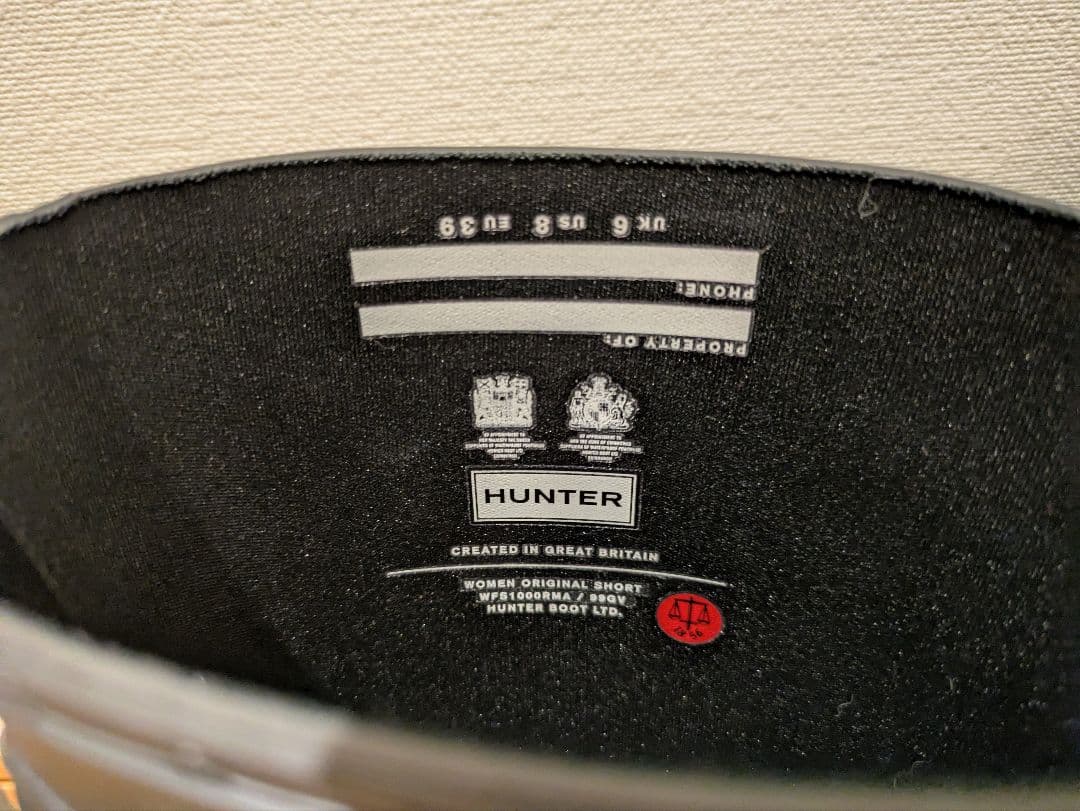 UK 6 US 8 EU 39
PHONE:
PROPERTY OF:
HUNTER
CREATED IN GREAT BRITAIN
WOMEN ORIGINAL SHORT
WFS1000RMA / 99GV
HUNTER BOOT LTD.
1856